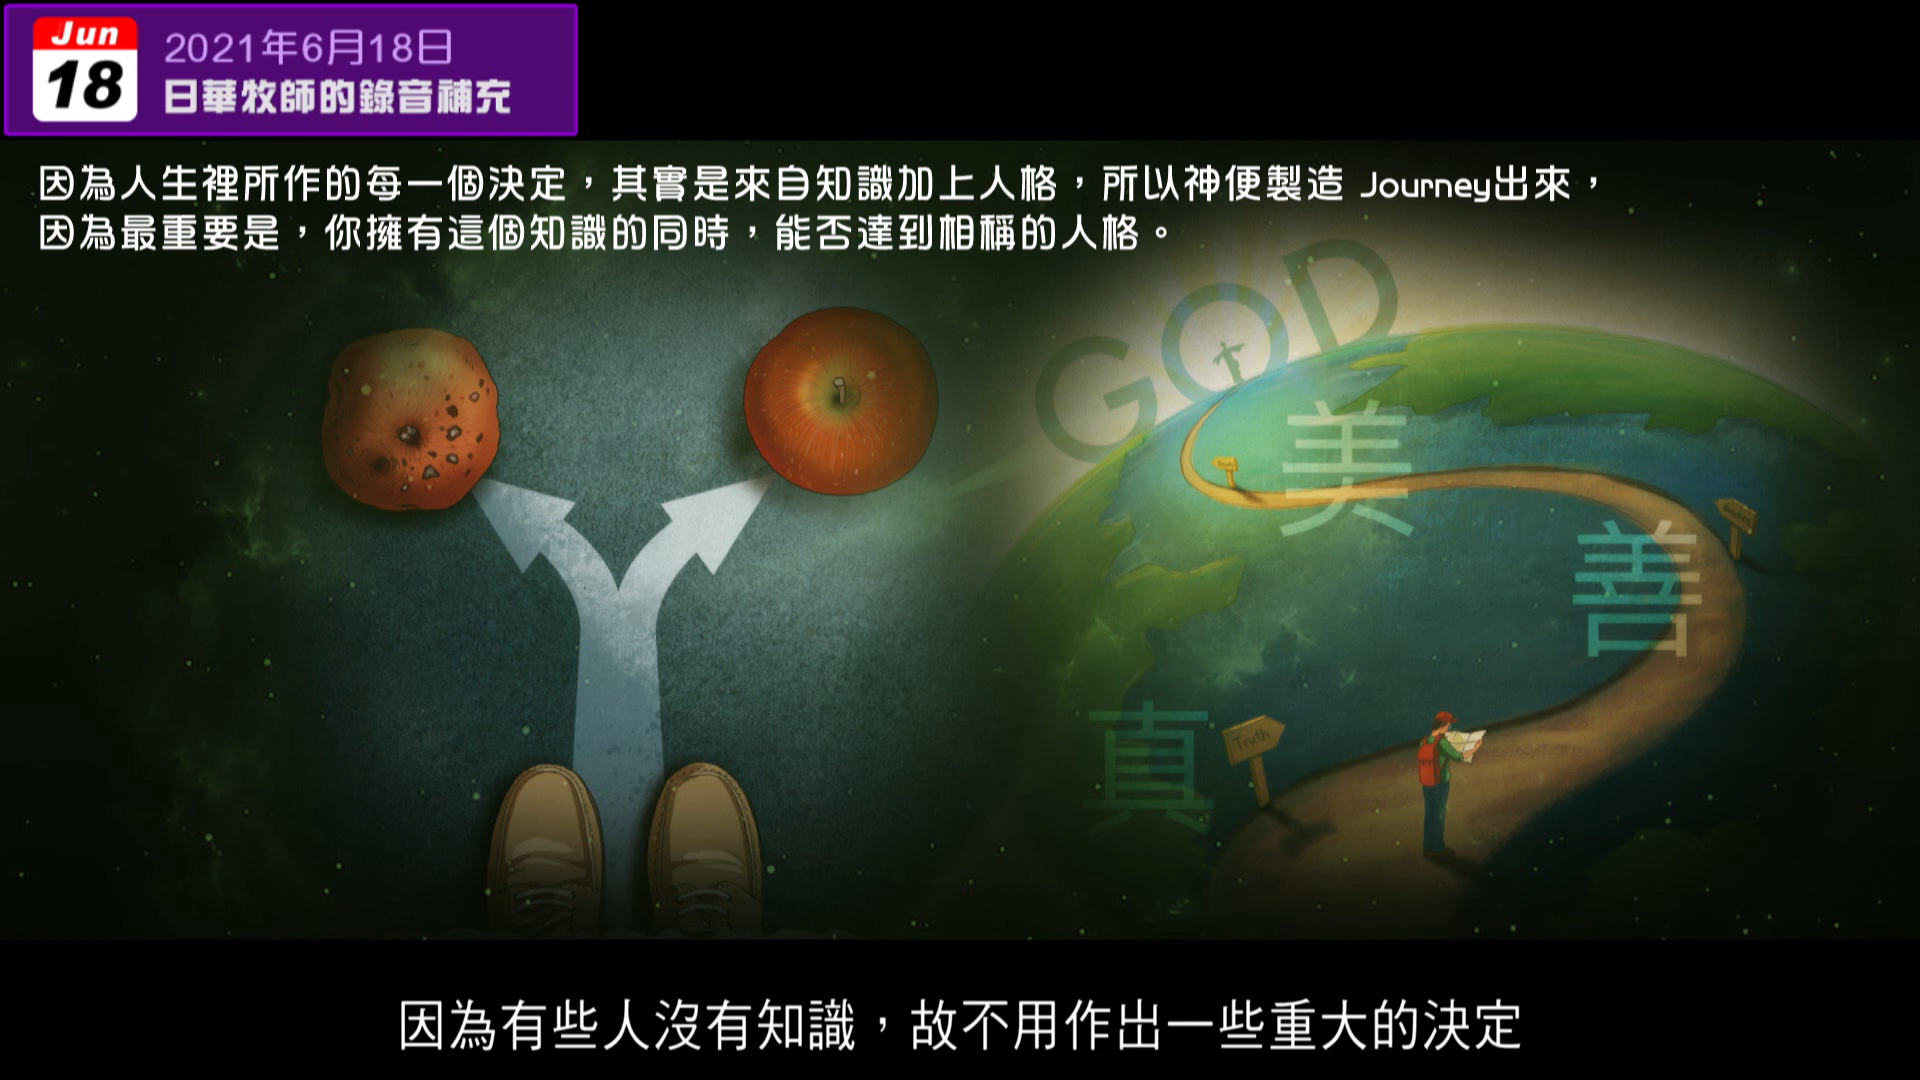 Jun
18
2021年6月18日
日華牧師的錄音補充
因為人生裡所作的每一個決定，其實是來自知識加上人格，所以神便製造 Journey出來，
因為最重要是，你擁有這個知識的同時，能否達到相稱的人格。
GOD
美
善
真
Truth
因為有些人沒有知識，故不用作出一些重大的決定